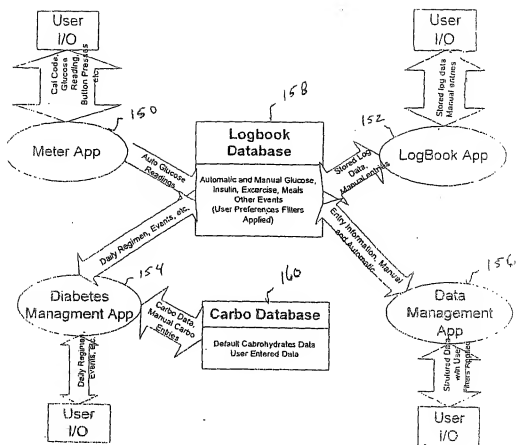 User
I/O
User
I/O
Cal Code,
Glucose
Reading,
Button Presses
etc
Stored log data
Manual entries
150
158
152
Meter App
Logbook
Database
LogBook App
Auto Glucose
Readings
Automatic and Manual Glucose,
Insulin, Excercise, Meals
Other Events
(User Preferences Filters
Applied)
Stored Log
Data,
Manual entries
Daily Regimen, Events, etc.
Entry Information, Manual
and Automatic
154
160
156
Diabetes
Managment App
Carbo Data,
Manual Carbo
Entries
Carbo Database
Default Cabrohydrates Data
User Entered Data
Data
Management
App
Daily Regimen,
Events, Etc.
Filters Applied
User
I/O
User
I/O